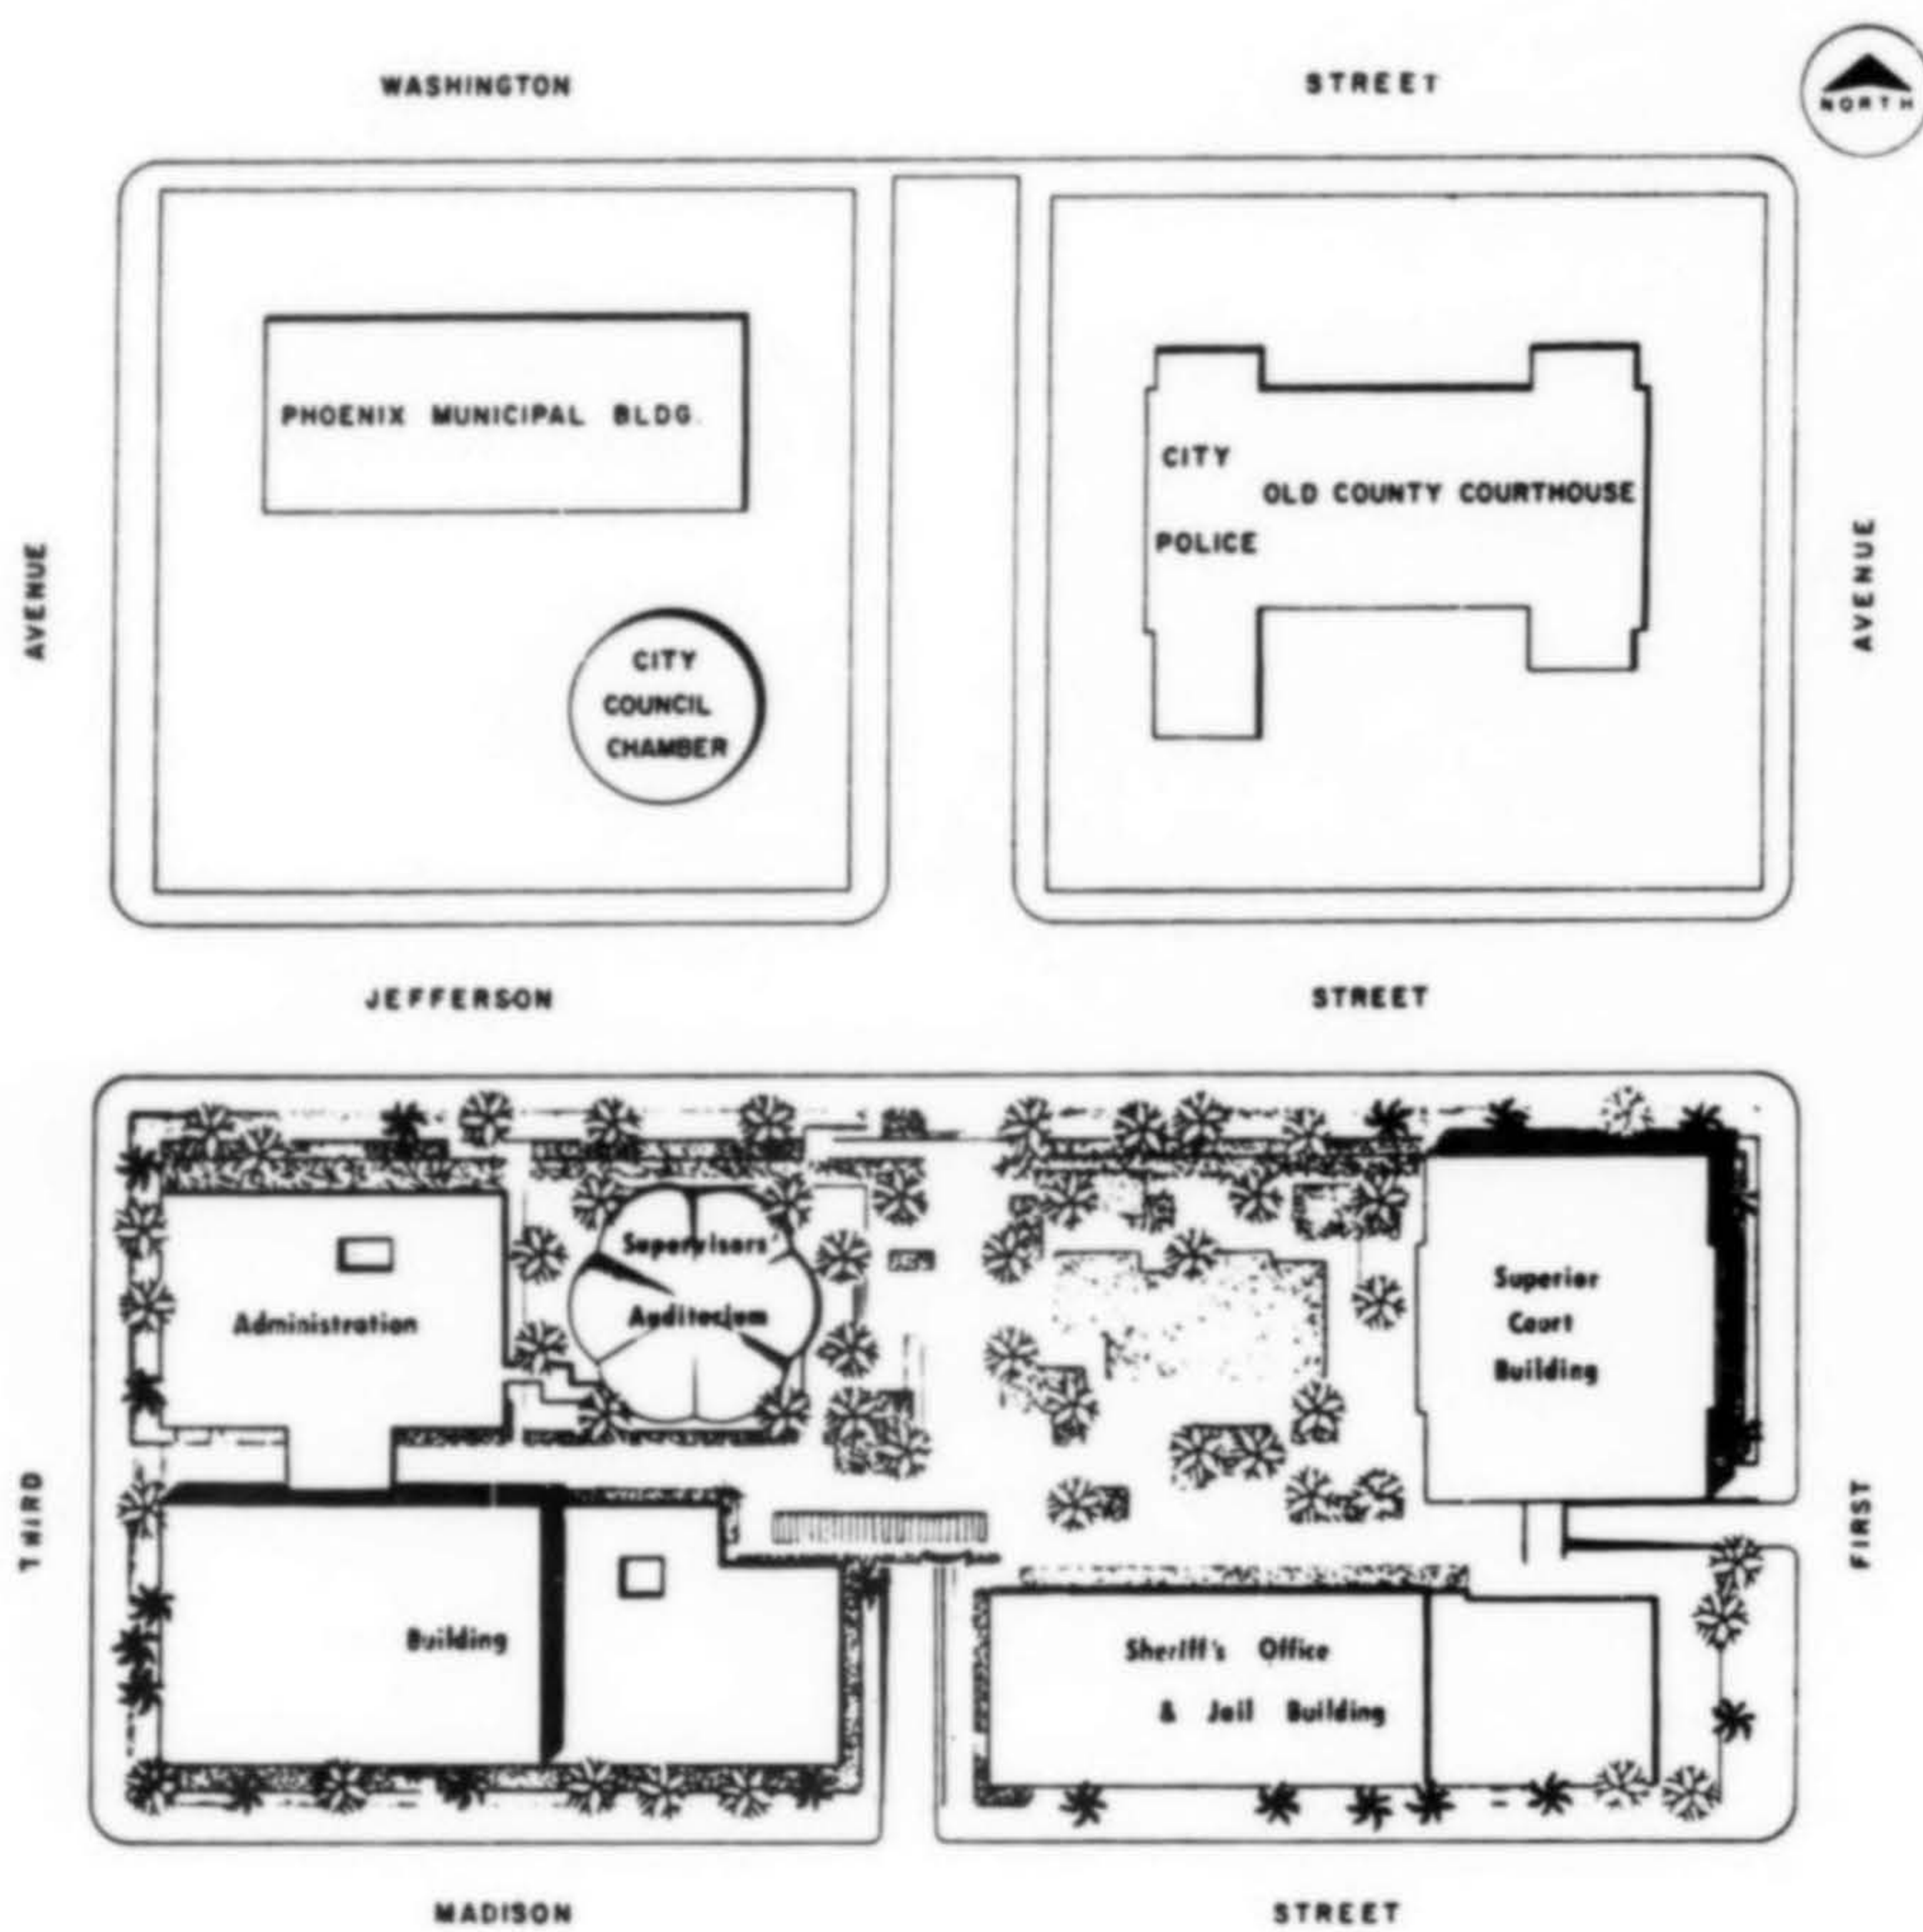 WASHINGTON STREET
NORTH
PHOENIX MUNICIPAL BLDG.
CITY
POLICE
OLD COUNTY COURTHOUSE
CITY
COUNCIL
CHAMBER
AVENUE
AVENUE
JEFFERSON STREET
Supervisors'
Auditorium
Administration
Superior
Court
Building
THIRD
FIRST
Building
Sheriff's Office
& Jail Building
MADISON STREET